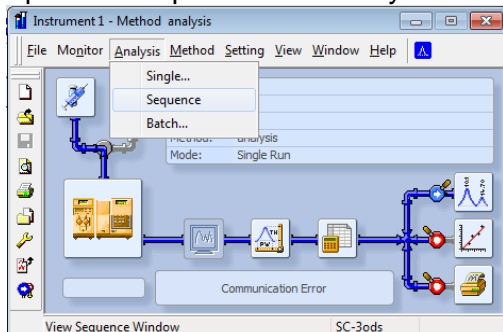 Instrument 1 - Method analysis
File Monitor Analysis Method Setting View Window Help
Single...
Sequence
Batch...
analysis
Mode: Single Run
PW
Communication Error
View Sequence Window SC-3ods